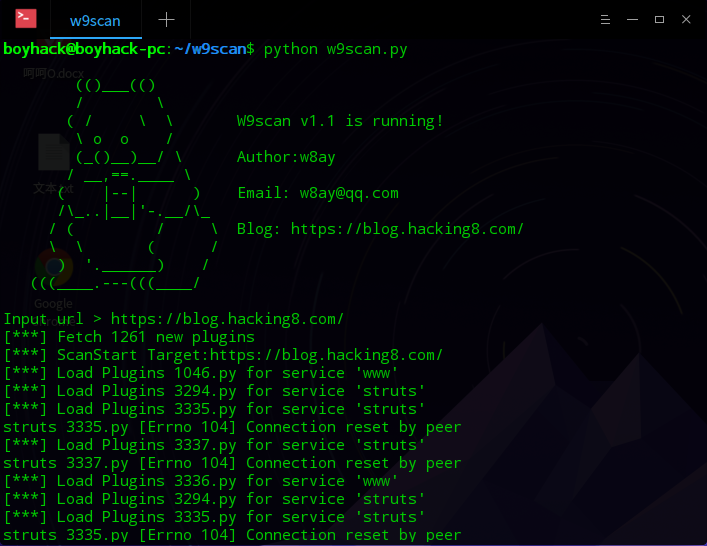 w9scan
boyhack@boyhack-pc:~/w9scan$ python w9scan.py
呵呵O.docx
W9scan v1.1 is running!
Author:w8ay
文本.txt
Email: w8ay@qq.com
Blog: https://blog.hacking8.com/
Google
Input url > https://blog.hacking8.com/
[***] Fetch 1261 new plugins
[***] ScanStart Target:https://blog.hacking8.com/
[***] Load Plugins 1046.py for service 'www'
[***] Load Plugins 3294.py for service 'struts'
[***] Load Plugins 3335.py for service 'struts'
struts 3335.py [Errno 104] Connection reset by peer
[***] Load Plugins 3337.py for service 'struts'
struts 3337.py [Errno 104] Connection reset by peer
[***] Load Plugins 3336.py for service 'www'
[***] Load Plugins 3294.py for service 'struts'
[***] Load Plugins 3335.py for service 'struts'
struts 3335.py [Errno 104] Connection reset by peer